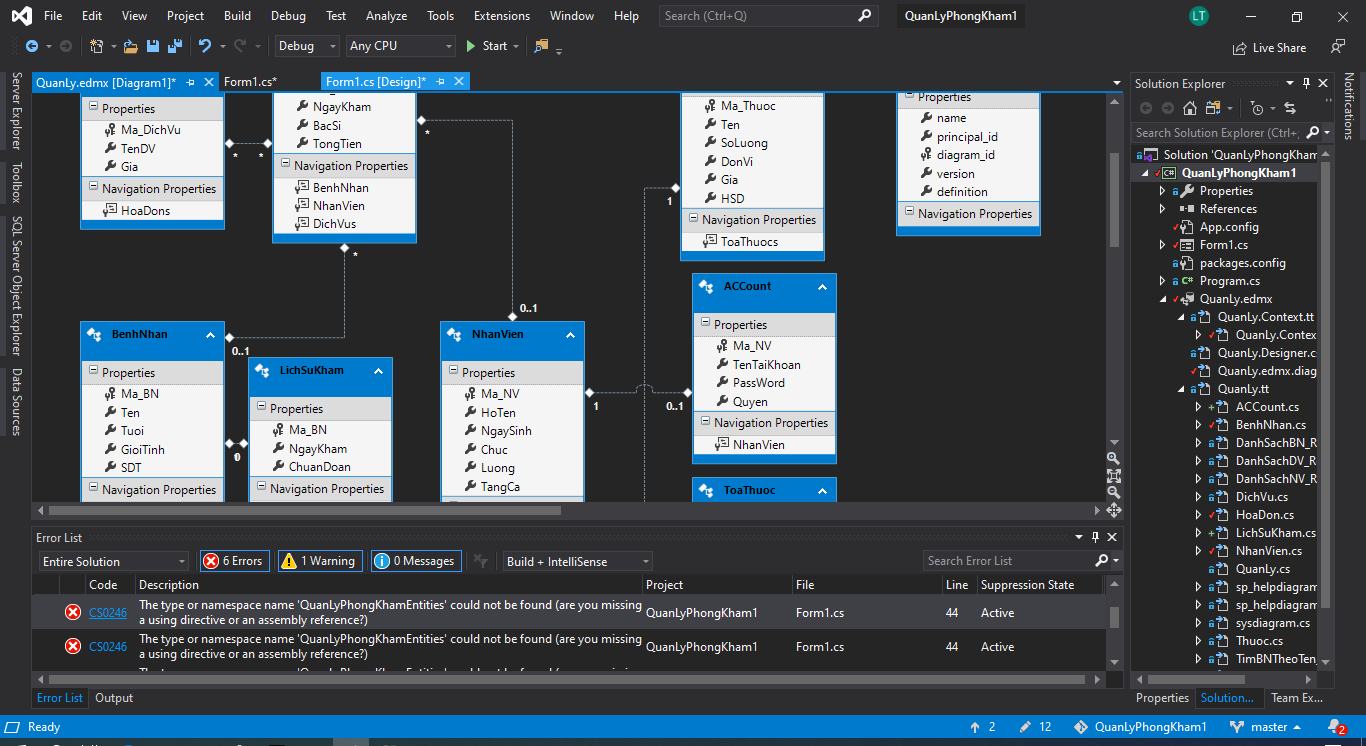 File Edit View Project Build Debug Test Analyze Tools Extensions Window Help Search (Ctrl+Q) QuanLyPhongKham1 LT
Debug Any CPU Start Live Share
QuanLy.edmx [Diagram1]* Form1.cs* Form1.cs [Design]*
Server Explorer
Toolbox
SQL Server Object Explorer
Data Sources
Properties
Ma_DichVu
TenDV
Gia
Navigation Properties
HoaDons
* *
NgayKham
BacSi
TongTien
Navigation Properties
BenhNhan
NhanVien
DichVus
*
*
0..1
0..1
Ma_Thuoc
Ten
SoLuong
DonVi
Gia
HSD
Navigation Properties
ToaThuocs
1
Properties
name
principal_id
diagram_id
version
definition
Navigation Properties
BenhNhan
Properties
Ma_BN
Ten
Tuoi
GioiTinh
SDT
Navigation Properties
LichSuKham
Properties
Ma_BN
NgayKham
ChuanDoan
Navigation Properties
NhanVien
Properties
Ma_NV
HoTen
NgaySinh
Chuc
Luong
TangCa
1 0..1
ACCount
Properties
Ma_NV
TenTaiKhoan
PassWord
Quyen
Navigation Properties
NhanVien
ToaThuoc
Error List
Entire Solution 6 Errors 1 Warning 0 Messages Build + IntelliSense Search Error List
Code Description Project File Line Suppression State
CS0246 The type or namespace name 'QuanLyPhongKhamEntities' could not be found (are you missing a using directive or an assembly reference?) QuanLyPhongKham1 Form1.cs 44 Active
CS0246 The type or namespace name 'QuanLyPhongKhamEntities' could not be found (are you missing a using directive or an assembly reference?) QuanLyPhongKham1 Form1.cs 44 Active
Error List Output
Solution Explorer
Search Solution Explorer (Ctrl+;
Solution 'QuanLyPhongKham
QuanLyPhongKham1
Properties
References
App.config
Form1.cs
packages.config
Program.cs
QuanLy.edmx
QuanLy.Context.tt
QuanLy.Contex
QuanLy.Designer.c
QuanLy.edmx.diag
QuanLy.tt
ACCount.cs
BenhNhan.cs
DanhSachBN_R
DanhSachDV_R
DanhSachNV_R
DichVu.cs
HoaDon.cs
LichSuKham.cs
NhanVien.cs
QuanLy.cs
sp_helpdiagram
sp_helpdiagram
sysdiagram.cs
Thuoc.cs
TimBNTheoTen_
Properties Solution... Team Ex...
Notifications
Ready 2 12 QuanLyPhongKham1 master 2